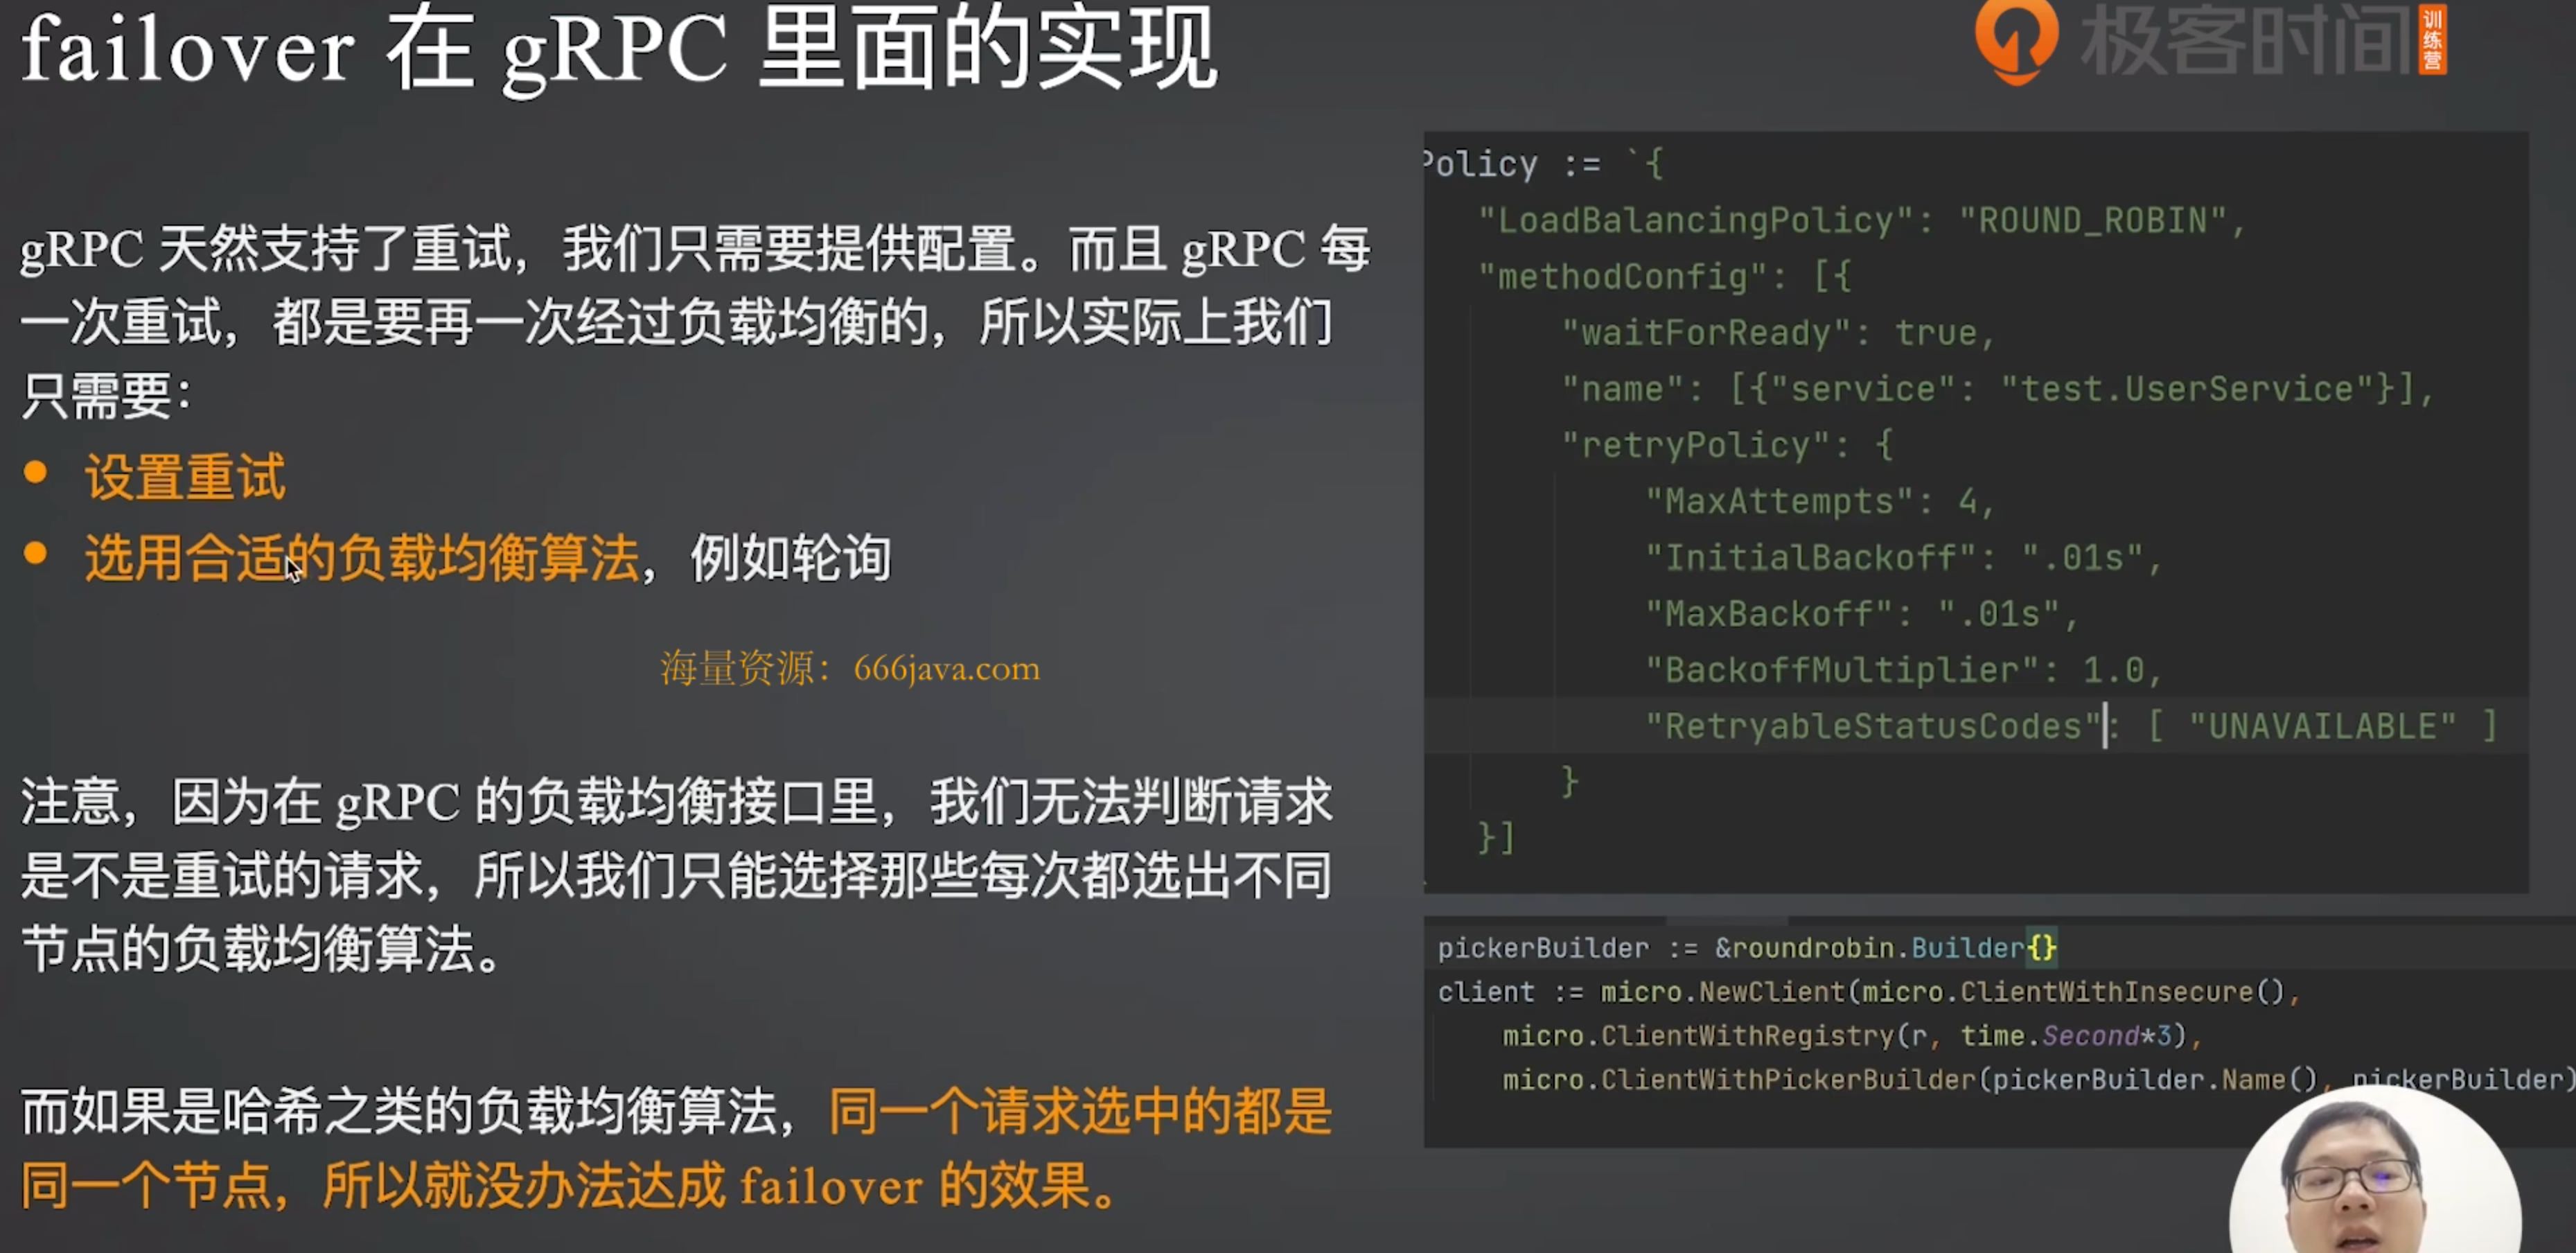 failover 在 gRPC 里面的实现
极客时间
训练营
gRPC 天然支持了重试，我们只需要提供配置。而且 gRPC 每
一次重试，都是要再一次经过负载均衡的，所以实际上我们
只需要：
● 设置重试
● 选用合适的负载均衡算法，例如轮询
海量资源：666java.com
注意，因为在 gRPC 的负载均衡接口里，我们无法判断请求
是不是重试的请求，所以我们只能选择那些每次都选出不同
节点的负载均衡算法。
而如果是哈希之类的负载均衡算法，同一个请求选中的都是
同一个节点，所以就没办法达成 failover 的效果。
Policy := `{
"LoadBalancingPolicy": "ROUND_ROBIN",
"methodConfig": [{
"waitForReady": true,
"name": [{"service": "test.UserService"}],
"retryPolicy": {
"MaxAttempts": 4,
"InitialBackoff": ".01s",
"MaxBackoff": ".01s",
"BackoffMultiplier": 1.0,
"RetryableStatusCodes": [ "UNAVAILABLE" ]
}
}]
pickerBuilder := &roundrobin.Builder{}
client := micro.NewClient(micro.ClientWithInsecure(),
micro.ClientWithRegistry(r, time.Second*3),
micro.ClientWithPickerBuilder(pickerBuilder.Name(), pickerBuilder)